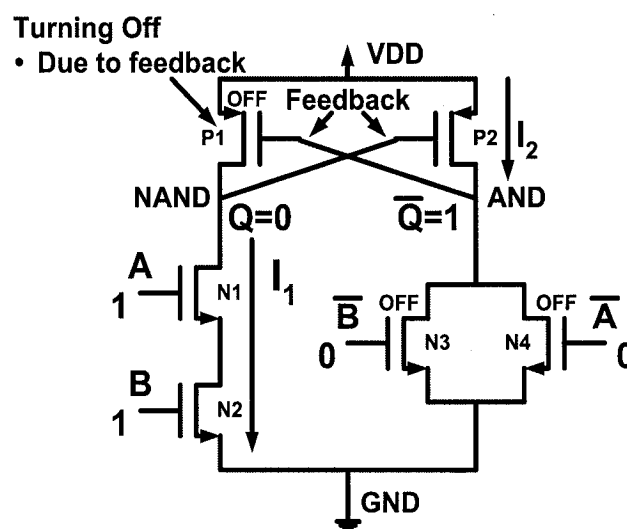 Turning Off
• Due to feedback
VDD
OFF
Feedback
P1
P2
I₂
NAND
AND
Q=0
Q̅=1
A
1
N1
I₁
B̅
OFF
OFF
A̅
0
N3
N4
0
B
1
N2
GND